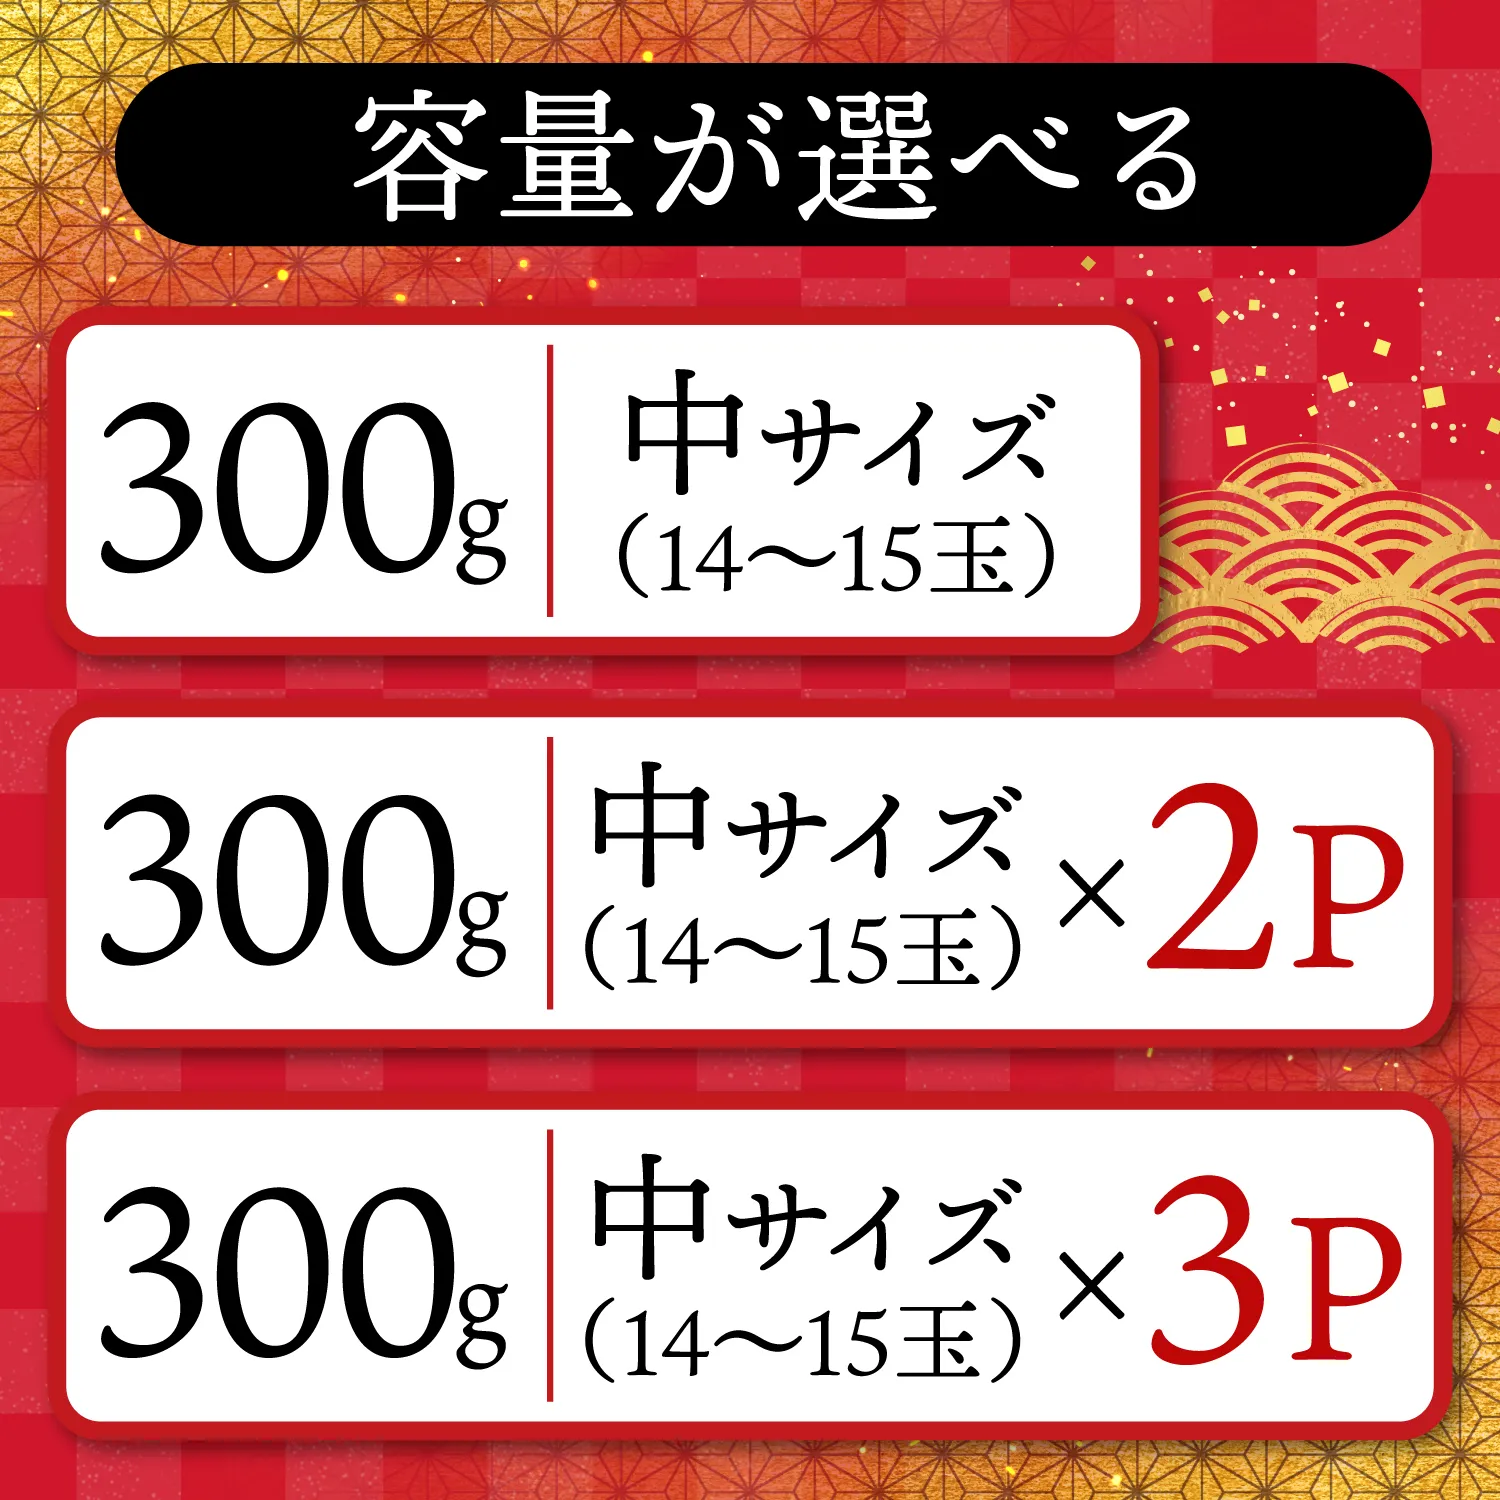 容量が選べる
300g 中サイズ
（14〜15玉）
300g 中サイズ
（14〜15玉） ×2P
300g 中サイズ
（14〜15玉） ×3P